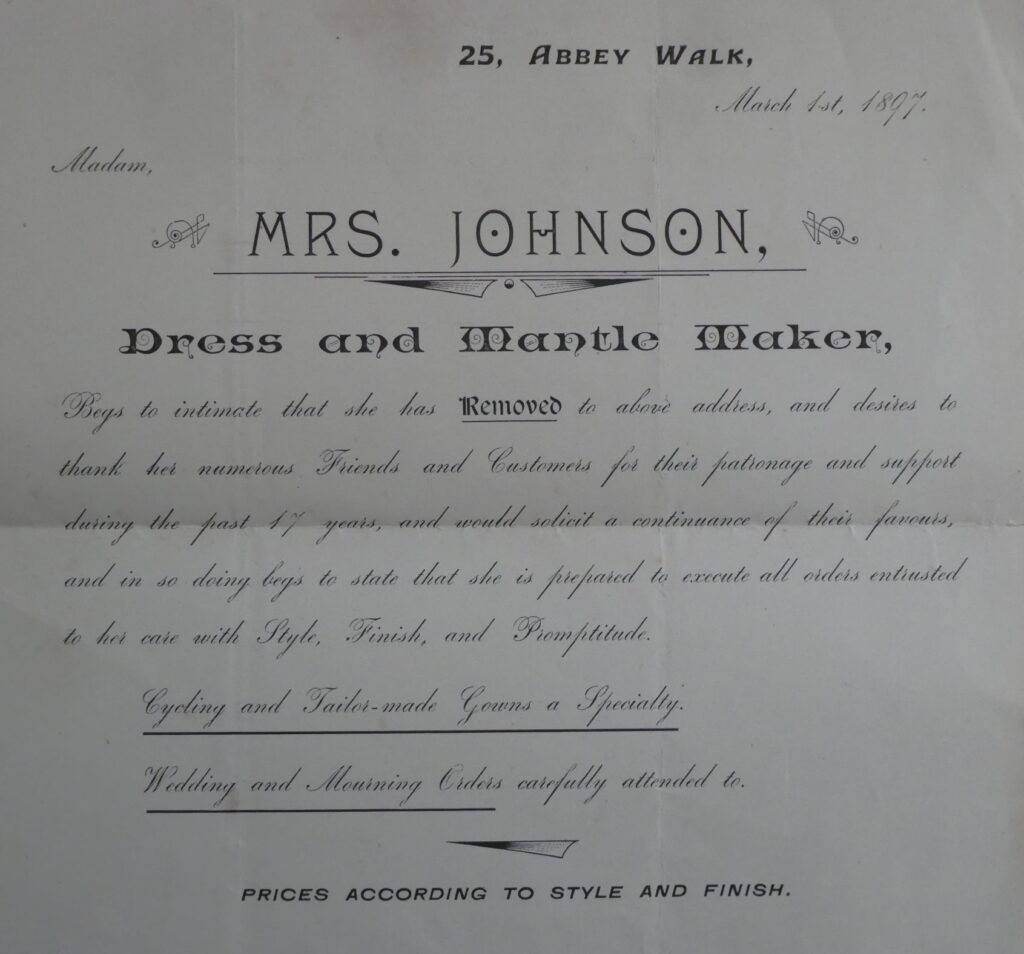 25, ABBEY WALK,
March 1st, 1897.
Madam,
MRS. JOHNSON,
Dress and Mantle Maker,
Begs to intimate that she has Removed to above address, and desires to
thank her numerous Friends and Customers for their patronage and support
during the past 17 years, and would solicit a continuance of their favours,
and in so doing begs to state that she is prepared to execute all orders entrusted
to her care with Style, Finish, and Promptitude.
Cycling and Tailor-made Gowns a Specialty.
Wedding and Mourning Orders carefully attended to.
PRICES ACCORDING TO STYLE AND FINISH.